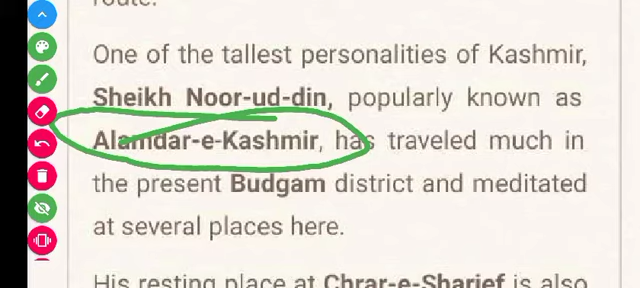 route.
One of the tallest personalities of Kashmir,
Sheikh Noor-ud-din, popularly known as
Alamdar-e-Kashmir, has traveled much in
the present Budgam district and meditated
at several places here.
His resting place at Chrar-e-Sharief is also